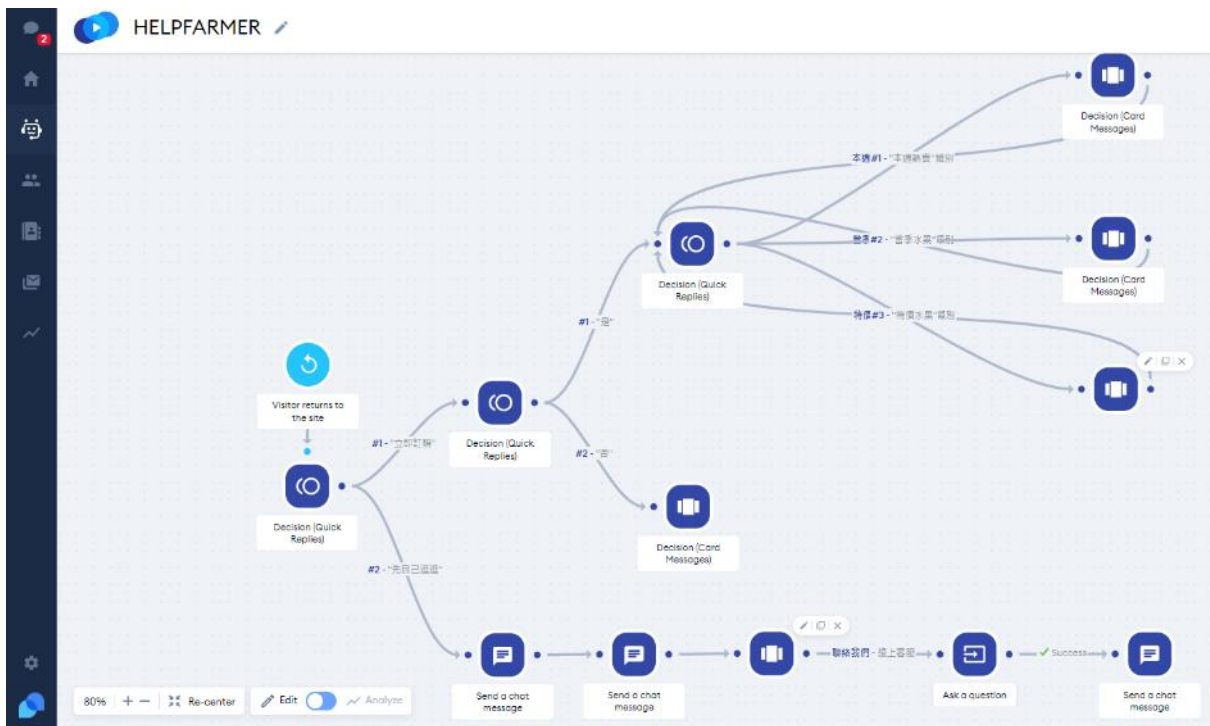 2
HELPFARMER
Decision (Card
Messages)
本週#1 - "本週熱賣"類別
Decision (Quick
Replies)
當季#2 - "當季水果"類別
Decision (Card
Messages)
特價#3 - "特價水果"類別
#1 - "是"
Visitor returns to
the site
#1 - "立即訂購"
Decision (Quick
Replies)
#2 - "否"
Decision (Quick
Replies)
Decision (Card
Messages)
#2 - "先自己逛逛"
聯絡我們 - 線上客服
Success
Send a chat
message
Send a chat
message
Ask a question
Send a chat
message
80% + − Re-center Edit Analyze